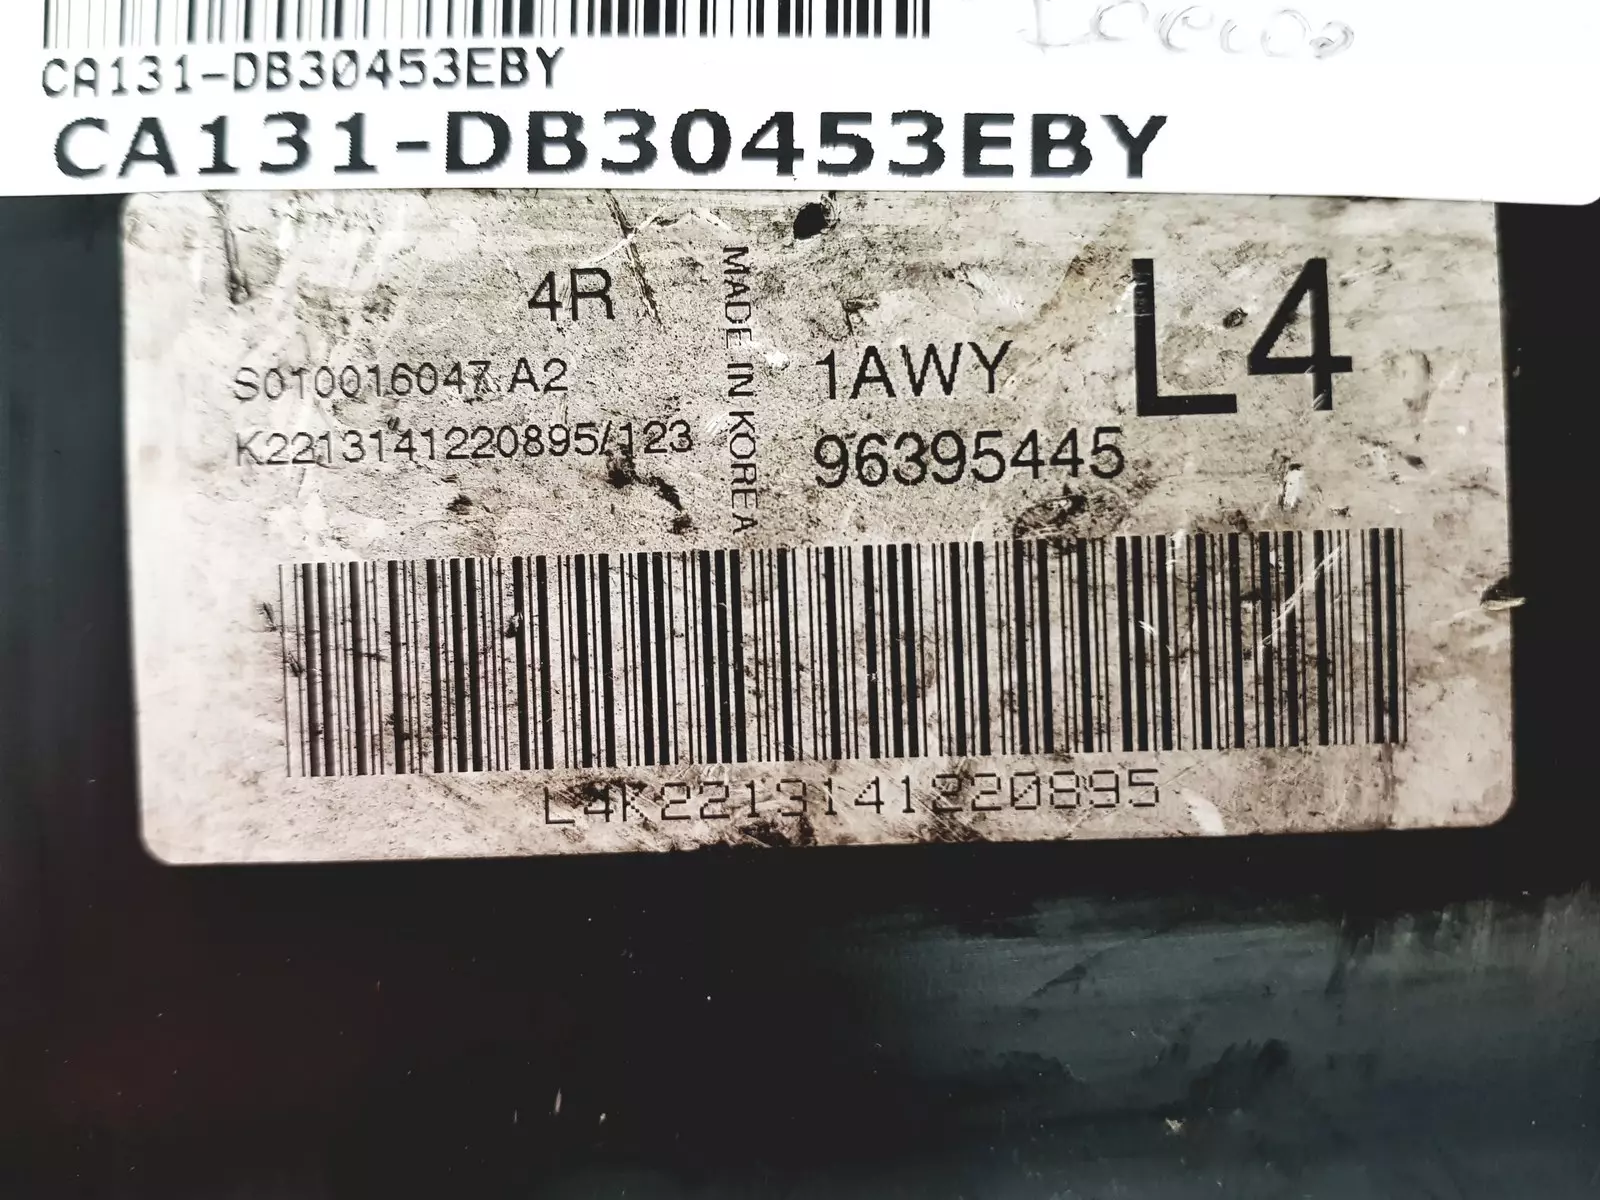 CA131-DB30453EBY
CA131-DB30453EBY
4R
S010016047 A2
K2213141220895/123
MADE IN KOREA
1AWY
96395445
L4
L4K2213141220895